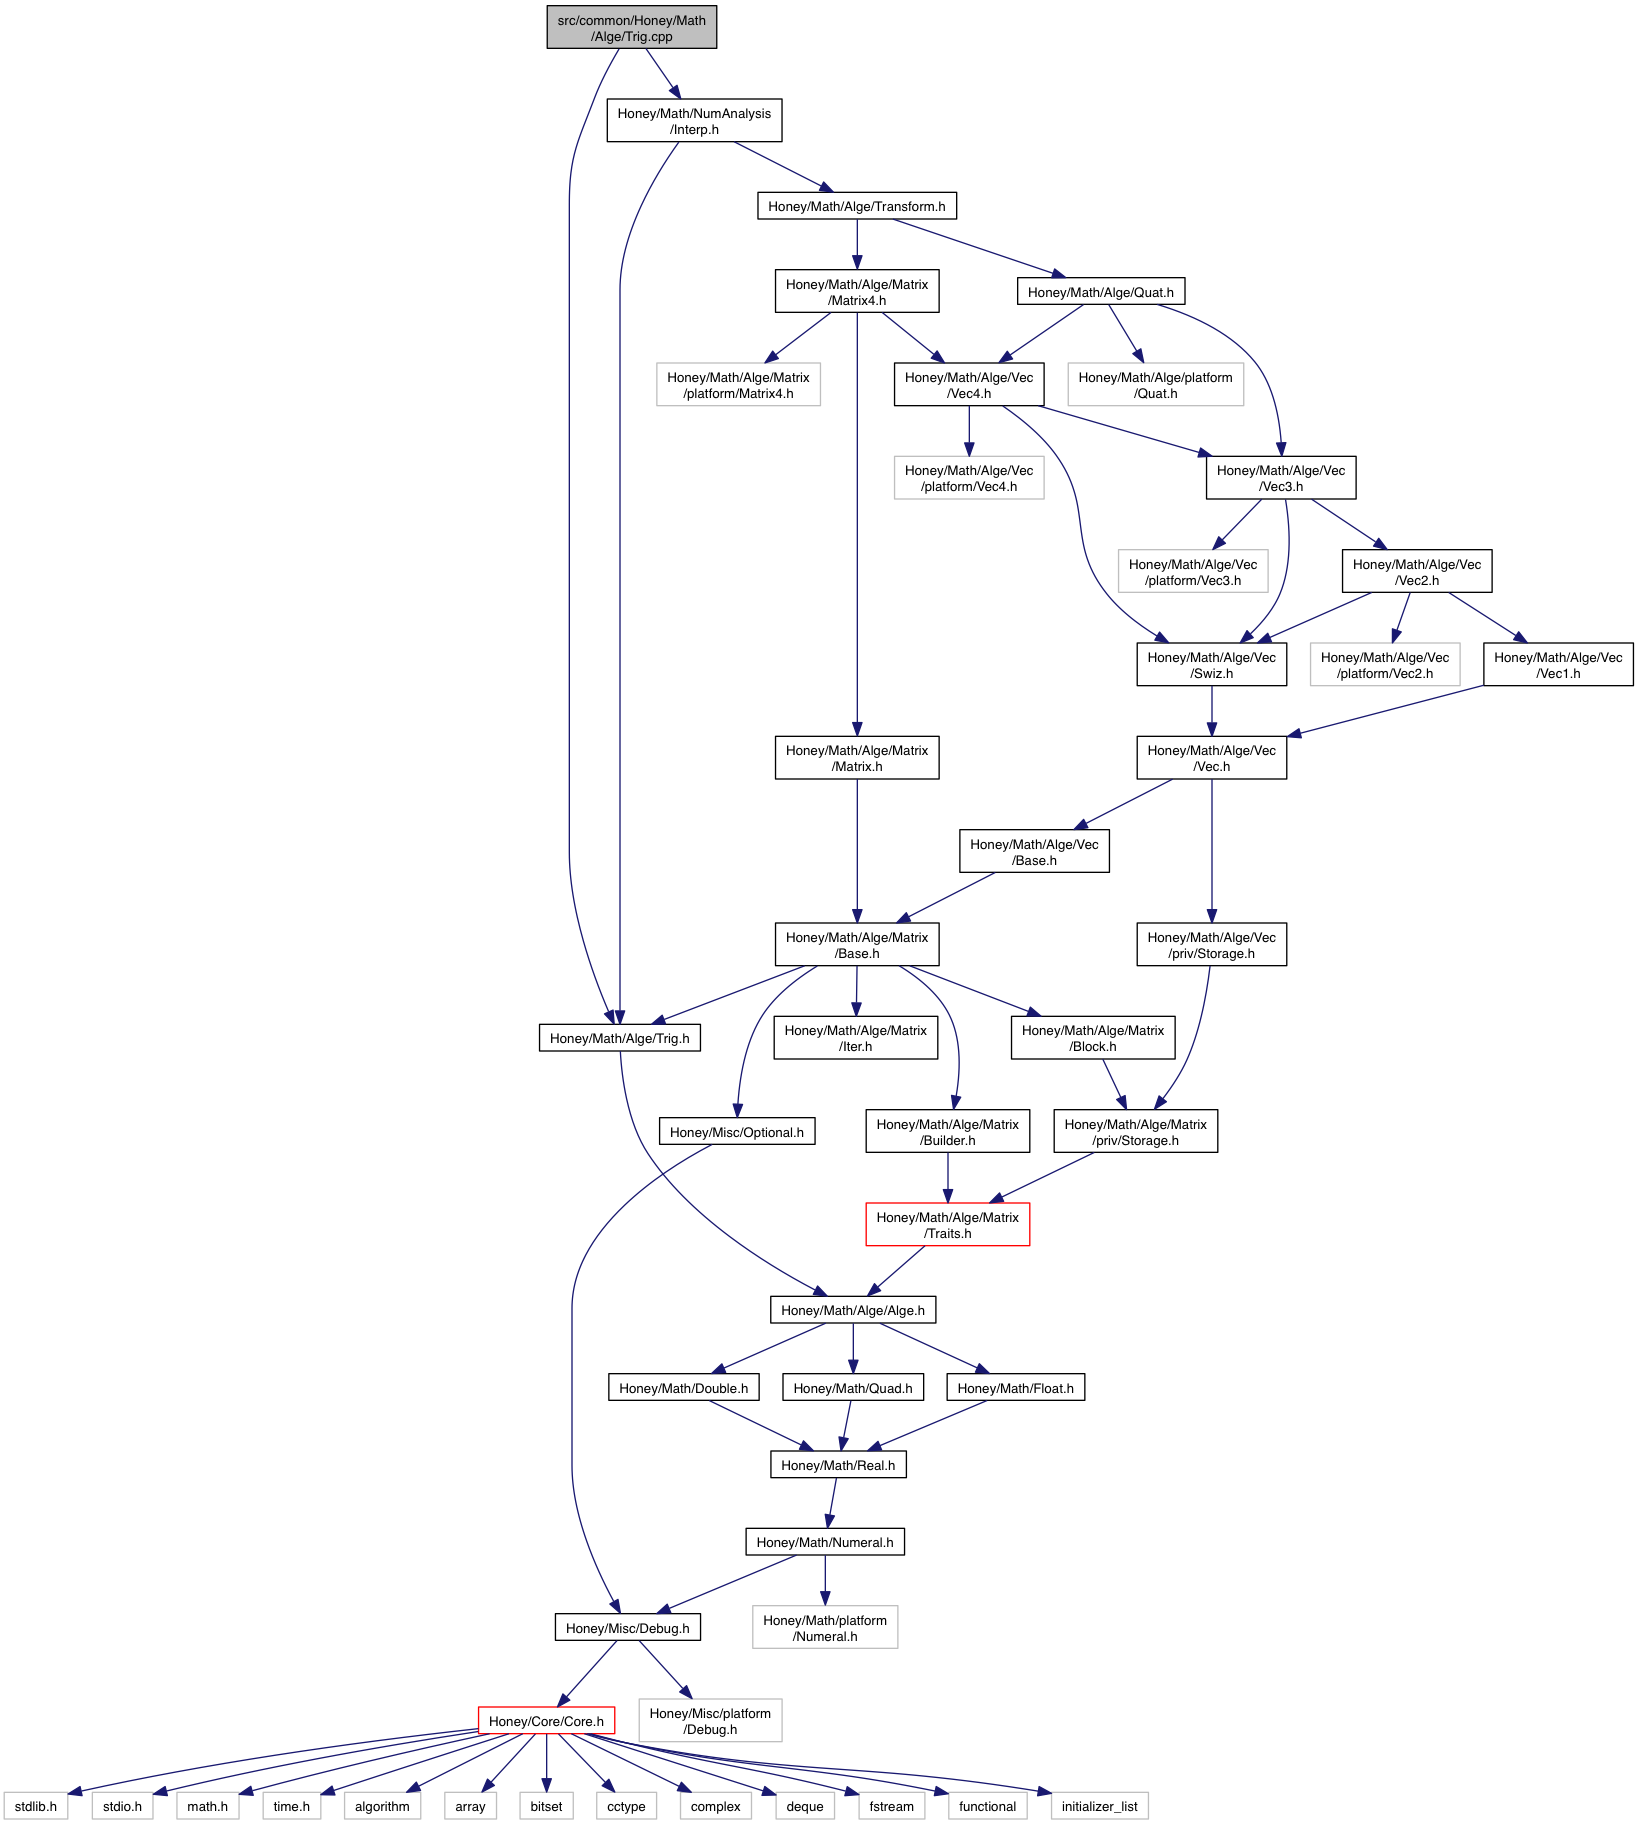 src/common/Honey/Math
/Alge/Trig.cpp
Honey/Math/NumAnalysis
/Interp.h
Honey/Math/Alge/Transform.h
Honey/Math/Alge/Matrix
/Matrix4.h
Honey/Math/Alge/Quat.h
Honey/Math/Alge/Matrix
/platform/Matrix4.h
Honey/Math/Alge/Vec
/Vec4.h
Honey/Math/Alge/platform
/Quat.h
Honey/Math/Alge/Vec
/platform/Vec4.h
Honey/Math/Alge/Vec
/Vec3.h
Honey/Math/Alge/Vec
/platform/Vec3.h
Honey/Math/Alge/Vec
/Vec2.h
Honey/Math/Alge/Vec
/Swiz.h
Honey/Math/Alge/Vec
/platform/Vec2.h
Honey/Math/Alge/Vec
/Vec1.h
Honey/Math/Alge/Matrix
/Matrix.h
Honey/Math/Alge/Vec
/Vec.h
Honey/Math/Alge/Vec
/Base.h
Honey/Math/Alge/Matrix
/Base.h
Honey/Math/Alge/Vec
/priv/Storage.h
Honey/Math/Alge/Trig.h
Honey/Math/Alge/Matrix
/Iter.h
Honey/Math/Alge/Matrix
/Block.h
Honey/Misc/Optional.h
Honey/Math/Alge/Matrix
/Builder.h
Honey/Math/Alge/Matrix
/priv/Storage.h
Honey/Math/Alge/Matrix
/Traits.h
Honey/Math/Alge/Alge.h
Honey/Math/Double.h
Honey/Math/Quad.h
Honey/Math/Float.h
Honey/Math/Real.h
Honey/Math/Numeral.h
Honey/Misc/Debug.h
Honey/Math/platform
/Numeral.h
Honey/Core/Core.h
Honey/Misc/platform
/Debug.h
stdlib.h
stdio.h
math.h
time.h
algorithm
array
bitset
cctype
complex
deque
fstream
functional
initializer_list